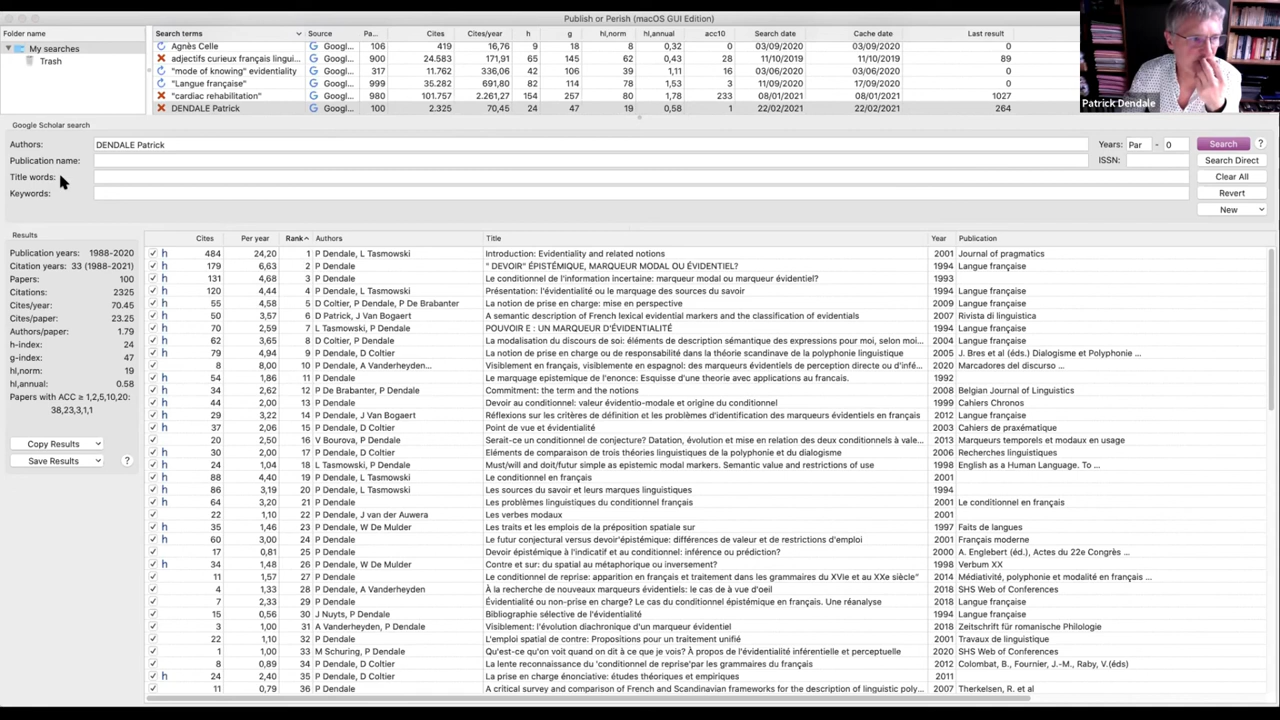 Publish or Perish (macOS GUI Edition)
Folder name
My searches
Trash
Search terms Source Pa... Cites Cites/year h g hI,norm hI,annual acc10 Search date Cache date Last result
Agnès Celle Googl... 106 419 16,76 9 18 8 0,32 0 03/09/2020 03/09/2020 0
adjectifs curieux français lingui... Googl... 900 24.583 171,91 65 145 62 0,43 28 11/10/2019 11/10/2019 89
"mode of knowing" evidentiality Googl... 317 11.762 336,06 42 106 39 1,11 16 03/06/2020 03/06/2020 0
"Langue française" Googl... 999 35.282 691,80 84 114 78 1,53 3 11/09/2020 17/09/2020 0
"cardiac rehabilitation" Googl... 980 101.757 2.261,27 154 313 80 1,78 233 08/01/2021 08/01/2021 1027
DENDALE Patrick Googl... 100 2.325 70,45 24 47 19 0,58 1 22/02/2021 22/02/2021 264
Patrick Dendale
Google Scholar search
Authors: DENDALE Patrick Years: Par - 0 Search ?
Publication name: ISSN: Search Direct
Title words: Clear All
Keywords: Revert
New
Results
Publication years: 1988-2020
Citation years: 33 (1988-2021)
Papers: 100
Citations: 2325
Cites/year: 70.45
Cites/paper: 23.25
Authors/paper: 1.79
h-index: 24
g-index: 47
hI,norm: 19
hI,annual: 0.58
Papers with ACC ≥ 1,2,5,10,20:
38,23,3,1,1
Copy Results
Save Results ?
Cites Per year Rank Authors Title Year Publication
h 484 24,20 1 P Dendale, L Tasmowski Introduction: Evidentiality and related notions 2001 Journal of pragmatics
h 179 6,63 2 P Dendale " DEVOIR" ÉPISTÉMIQUE, MARQUEUR MODAL OU ÉVIDENTIEL? 1994 Langue française
h 131 4,68 3 P Dendale Le conditionnel de l'information incertaine: marqueur modal ou marqueur évidentiel? 1993
h 120 4,44 4 P Dendale, L Tasmowski Présentation: l'évidentialité ou le marquage des sources du savoir 1994 Langue française
h 55 4,58 5 D Coltier, P Dendale, P De Brabanter La notion de prise en charge: mise en perspective 2009 Langue française
h 50 3,57 6 D Patrick, J Van Bogaert A semantic description of French lexical evidential markers and the classification of evidentials 2007 Rivista di linguistica
h 70 2,59 7 L Tasmowski, P Dendale POUVOIR E : UN MARQUEUR D'ÉVIDENTIALITÉ 1994 Langue française
h 62 3,65 8 D Coltier, P Dendale La modalisation du discours de soi: éléments de description sémantique des expressions pour moi, selon moi... 2004 Langue française
h 79 4,94 9 P Dendale, D Coltier La notion de prise en charge ou de responsabilité dans la théorie scandinave de la polyphonie linguistique 2005 J. Bres et al (éds.) Dialogisme et Polyphonie ...
8 8,00 10 P Dendale, A Vanderheyden... Visiblement en français, visiblemente en espagnol: des marqueurs évidentiels de perception directe ou d'infé... 2020 Marcadores del discurso ...
h 54 1,86 11 P Dendale Le marquage epistemique de l'enonce: Esquisse d'une theorie avec applications au francais. 1992
h 34 2,62 12 P De Brabanter, P Dendale Commitment: the term and the notions 2008 Belgian Journal of Linguistics
h 44 2,00 13 P Dendale Devoir au conditionnel: valeur évidentio-modale et origine du conditionnel 1999 Cahiers Chronos
h 29 3,22 14 P Dendale, J Van Bogaert Réflexions sur les critères de définition et les problèmes d'identification des marqueurs évidentiels en français 2012 Langue française
h 37 2,06 15 P Dendale, D Coltier Point de vue et évidentialité 2003 Cahiers de praxématique
h 20 2,50 16 V Bourova, P Dendale Serait-ce un conditionnel de conjecture? Datation, évolution et mise en relation des deux conditionnels à vale... 2013 Marqueurs temporels et modaux en usage
h 30 2,00 17 P Dendale, D Coltier Eléments de comparaison de trois théories linguistiques de la polyphonie et du dialogisme 2006 Recherches linguistiques
h 24 1,04 18 L Tasmowski, P Dendale Must/will and doit/futur simple as epistemic modal markers. Semantic value and restrictions of use 1998 English as a Human Language. To ...
h 88 4,40 19 P Dendale, L Tasmowski Le conditionnel en français 2001
h 86 3,19 20 P Dendale, L Tasmowski Les sources du savoir et leurs marques linguistiques 1994
h 64 3,20 21 P Dendale Les problèmes linguistiques du conditionnel français 2001 Le conditionnel en français
22 1,10 22 P Dendale, J van der Auwera Les verbes modaux 2001
h 35 1,46 23 P Dendale, W De Mulder Les traits et les emplois de la préposition spatiale sur 1997 Faits de langues
h 60 3,00 24 P Dendale Le futur conjectural versus devoir'épistémique: différences de valeur et de restrictions d'emploi 2001 Français moderne
17 0,81 25 P Dendale Devoir épistémique à l'indicatif et au conditionnel: inférence ou prédiction? 2000 A. Englebert (éd.), Actes du 22e Congrès ...
h 34 1,48 26 P Dendale, W De Mulder Contre et sur: du spatial au métaphorique ou inversement? 1998 Verbum XX
11 1,57 27 P Dendale Le conditionnel de reprise: apparition en français et traitement dans les grammaires du XVIe et au XXe siècle" 2014 Médiativité, polyphonie et modalité en français ...
4 1,33 28 P Dendale, A Vanderheyden À la recherche de nouveaux marqueurs évidentiels: le cas de à vue d'oeil 2018 SHS Web of Conferences
7 2,33 29 P Dendale Évidentialité ou non-prise en charge? Le cas du conditionnel épistémique en français. Une réanalyse 2018 Langue française
15 0,56 30 J Nuyts, P Dendale Bibliographie sélective de l'évidentialité 1994 Langue française
3 1,00 31 A Vanderheyden, P Dendale Visiblement: l'évolution diachronique d'un marqueur évidentiel 2018 Zeitschrift für romanische Philologie
22 1,10 32 P Dendale L'emploi spatial de contre: Propositions pour un traitement unifié 2001 Travaux de linguistique
1 1,00 33 M Schuring, P Dendale Qu'est-ce qu'on voit quand on dit à ce que je vois? À propos de l'évidentialité inférentielle et perceptuelle 2020 SHS Web of Conferences
8 0,89 34 P Dendale, D Coltier La lente reconnaissance du 'conditionnel de reprise'par les grammaires du français 2012 Colombat, B., Fournier, J.-M., Raby, V.(éds)
h 24 2,40 35 P Dendale, D Coltier La prise en charge énonciative: études théoriques et empiriques 2011
11 0,79 36 P Dendale A critical survey and comparison of French and Scandinavian frameworks for the description of linguistic poly... 2007 Therkelsen, R. et al